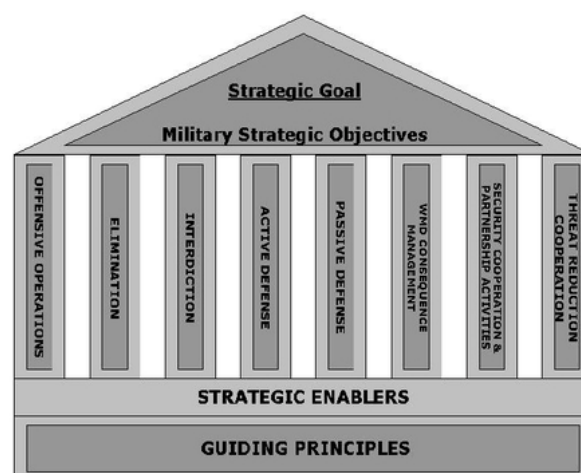 Strategic Goal
Military Strategic Objectives
OFFENSIVE OPERATIONS
ELIMINATION
INTERDICTION
ACTIVE DEFENSE
PASSIVE DEFENSE
WMD CONSEQUENCE
MANAGEMENT
SECURITY COOPERATION &
PARTNERSHIP ACTIVITIES
THREAT REDUCTION
COOPERATION
STRATEGIC ENABLERS
GUIDING PRINCIPLES